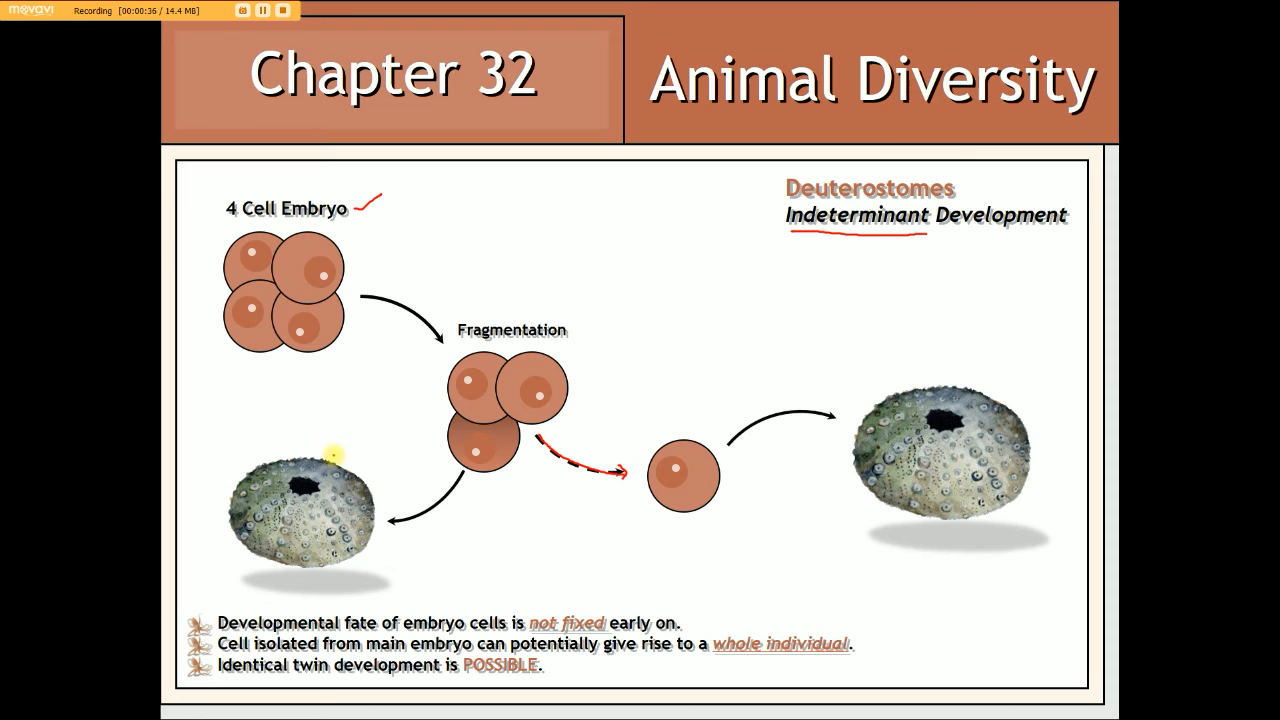 movavi Recording [00:00:36 / 14.4 MB]
Chapter 32
Animal Diversity
Deuterostomes
Indeterminant Development
4 Cell Embryo
Fragmentation
Developmental fate of embryo cells is not fixed early on.
Cell isolated from main embryo can potentially give rise to a whole individual.
Identical twin development is POSSIBLE.